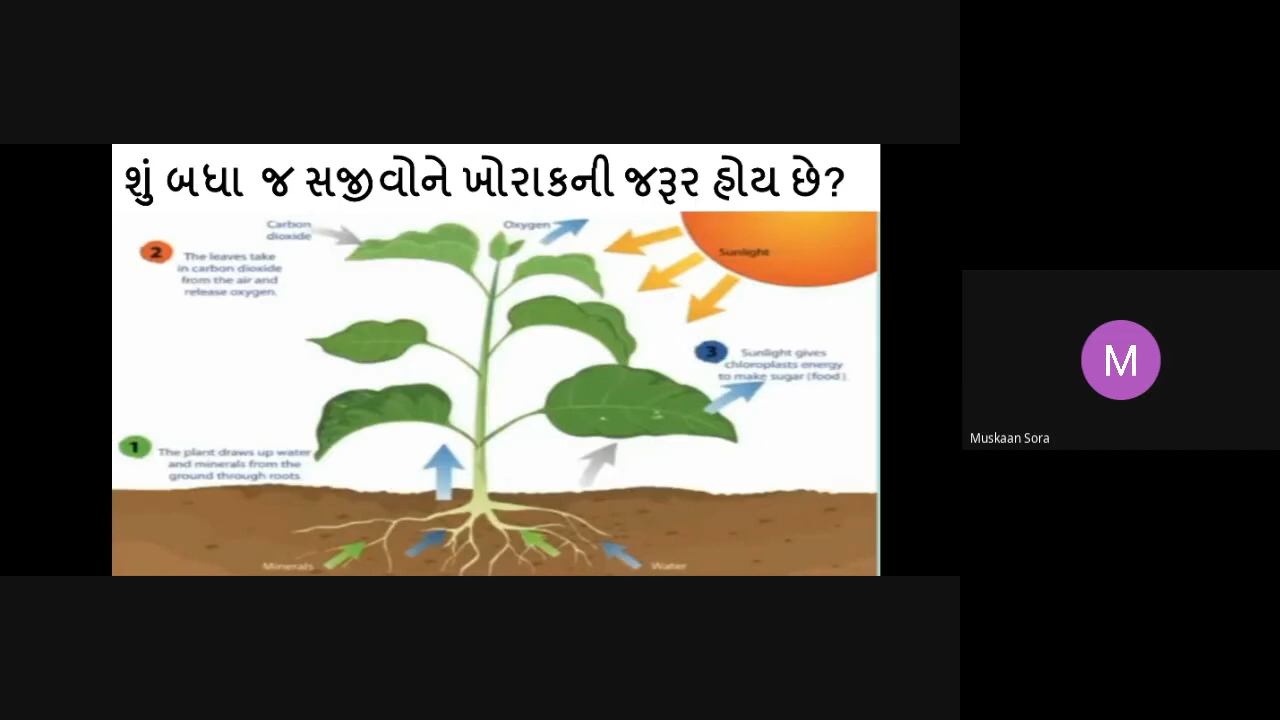 શું બધા જ સજીવોને ખોરાકની જરૂર હોય છે?
Carbon
dioxide
Oxygen
Sunlight
2
The leaves take
in carbon dioxide
from the air and
release oxygen.
3
Sunlight gives
chloroplasts energy
to make sugar (food).
1
The plant draws up water
and minerals from the
ground through roots
Minerals
Water
M
Muskaan Sora